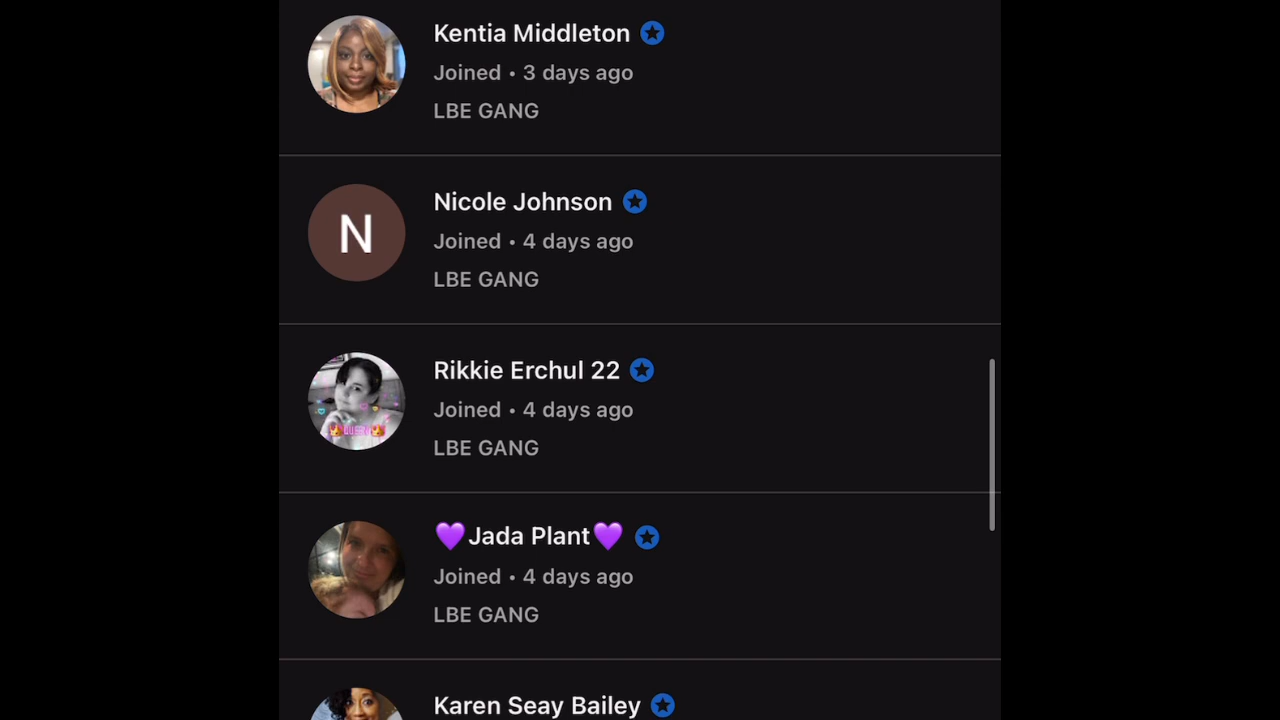 Kentia Middleton
Joined • 3 days ago
LBE GANG
N
Nicole Johnson
Joined • 4 days ago
LBE GANG
Rikkie Erchul 22
Joined • 4 days ago
LBE GANG
💜Jada Plant💜
Joined • 4 days ago
LBE GANG
Karen Seay Bailey